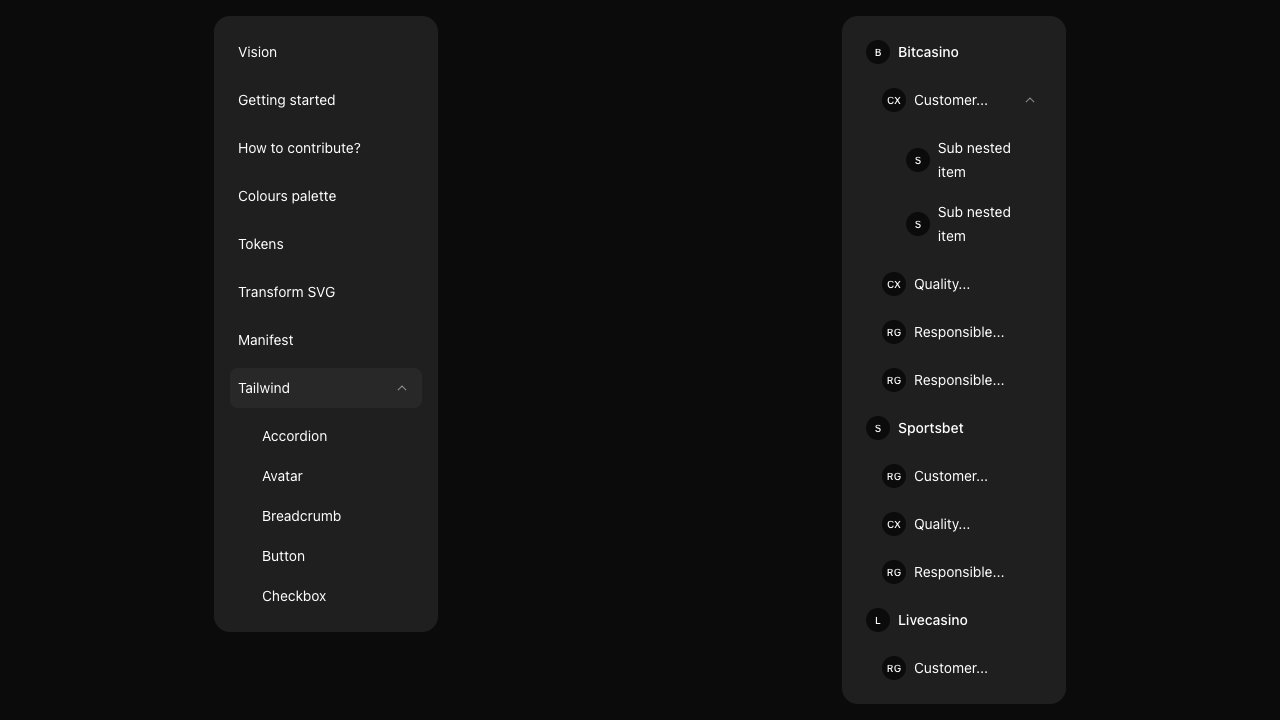 Vision
Getting started
How to contribute?
Colours palette
Tokens
Transform SVG
Manifest
Tailwind
Accordion
Avatar
Breadcrumb
Button
Checkbox
B Bitcasino
CX Customer...
S Sub nested
item
S Sub nested
item
CX Quality...
RG Responsible...
RG Responsible...
S Sportsbet
RG Customer...
CX Quality...
RG Responsible...
L Livecasino
RG Customer...